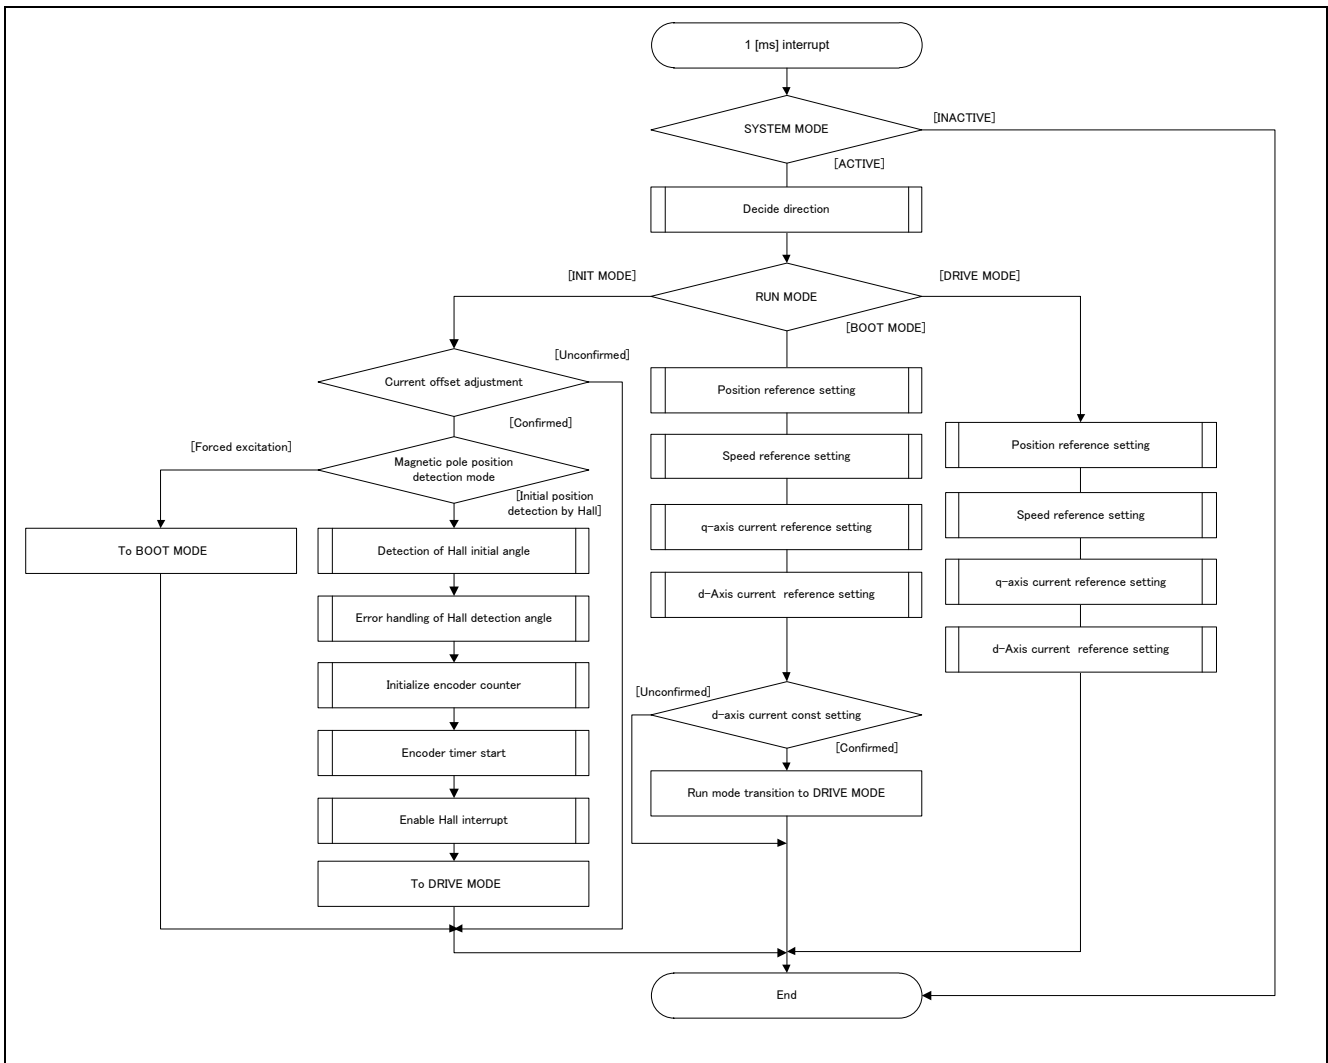 1 [ms] interrupt
SYSTEM MODE
[INACTIVE]
[ACTIVE]
Decide direction
RUN MODE
[INIT MODE]
[DRIVE MODE]
[BOOT MODE]
Current offset adjustment
[Unconfirmed]
[Confirmed]
Magnetic pole position
detection mode
[Forced excitation]
[Initial position
detection by Hall]
To BOOT MODE
Detection of Hall initial angle
Error handling of Hall detection angle
Initialize encoder counter
Encoder timer start
Enable Hall interrupt
To DRIVE MODE
Position reference setting
Speed reference setting
q-axis current reference setting
d-Axis current  reference setting
[Unconfirmed]
d-axis current const setting
[Confirmed]
Run mode transition to DRIVE MODE
Position reference setting
Speed reference setting
q-axis current reference setting
d-Axis current  reference setting
End